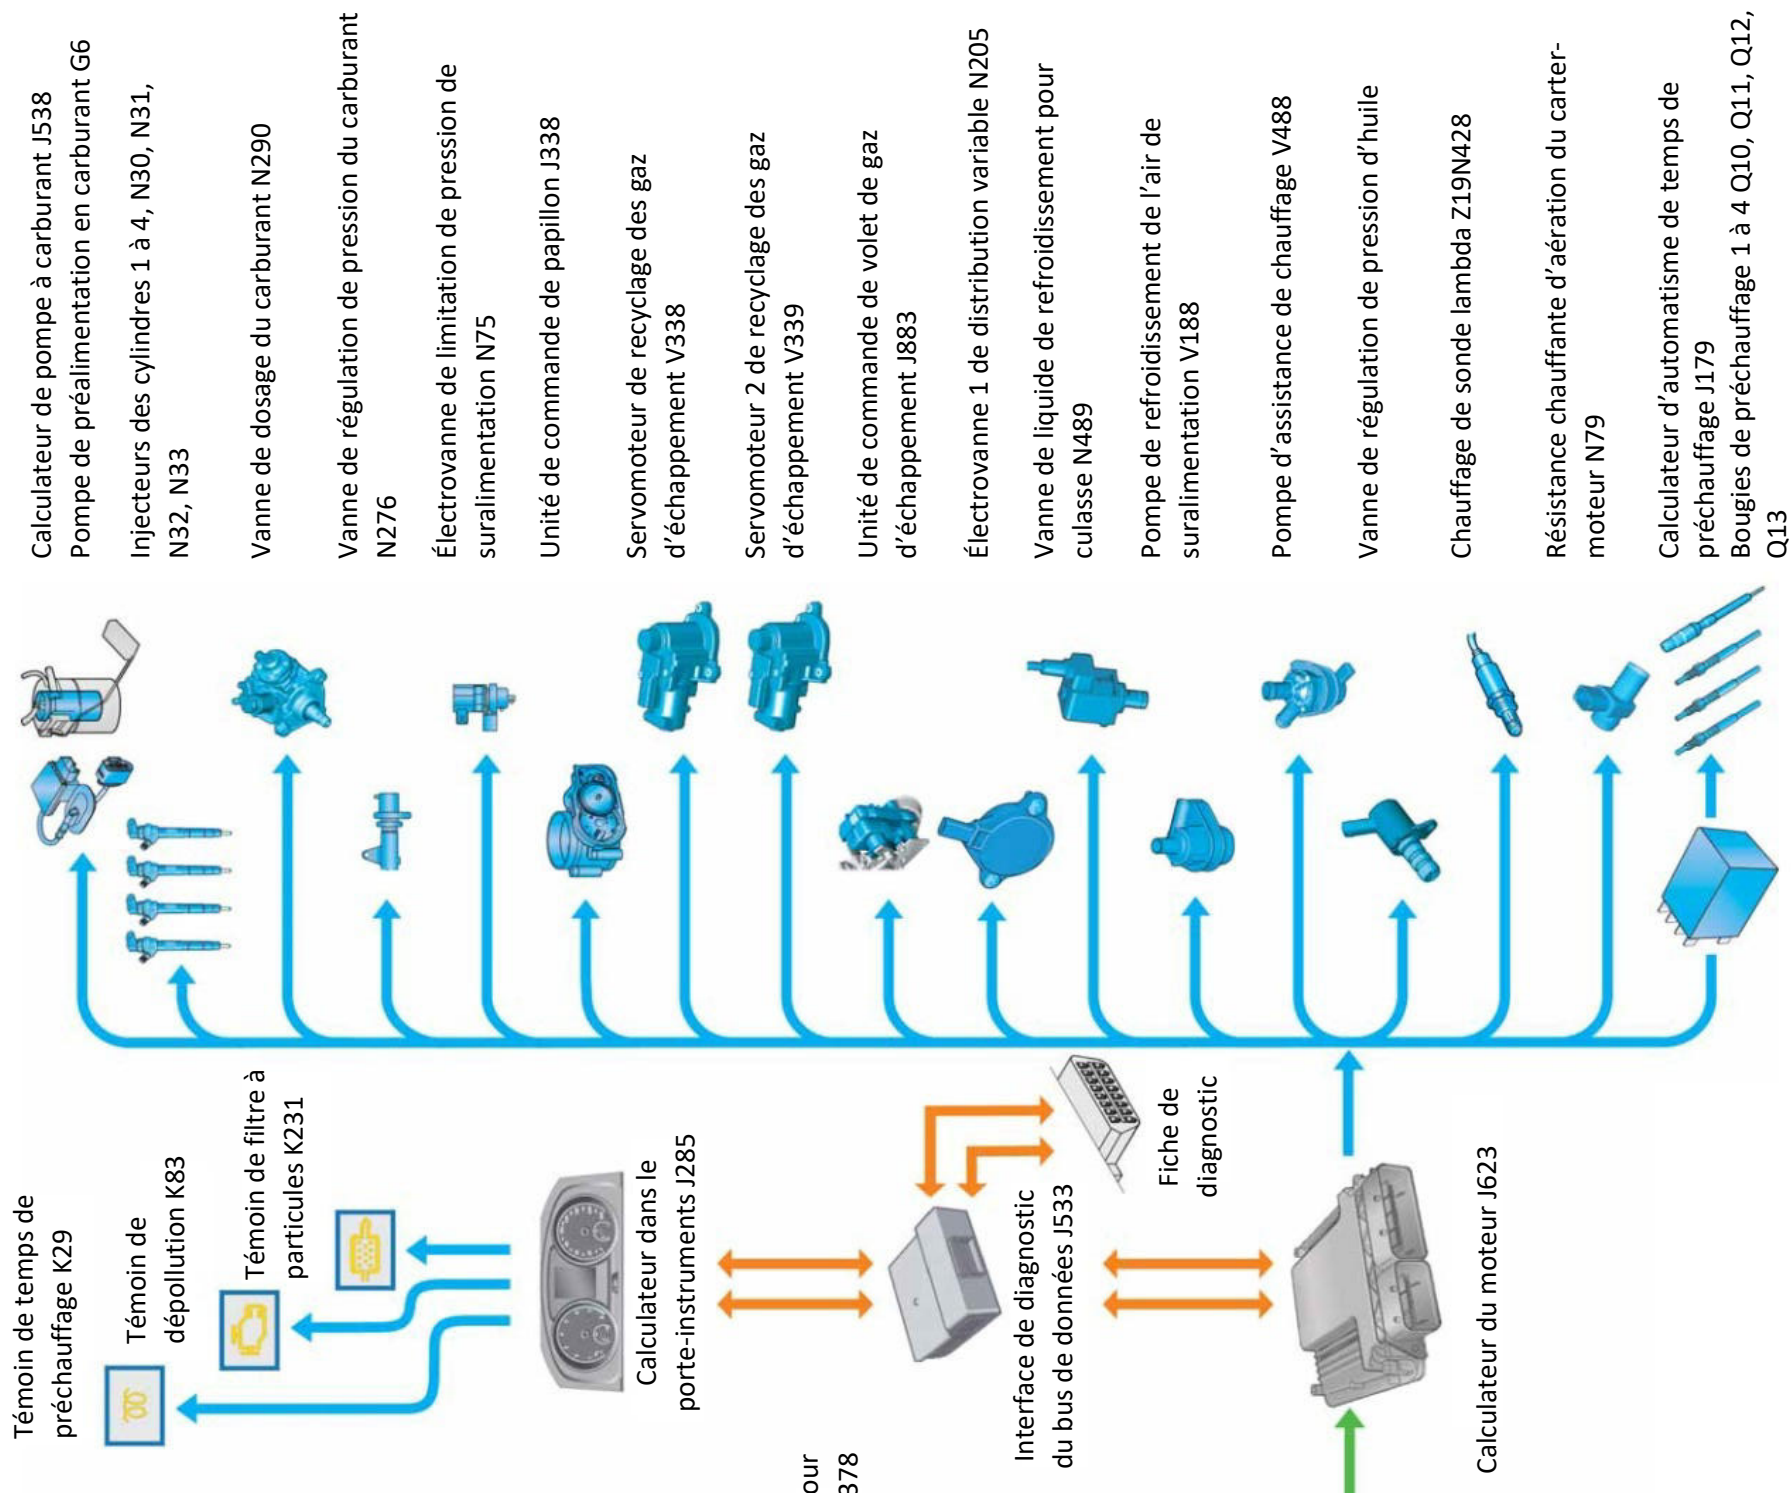 Témoin de temps de
préchauffage K29
Témoin de
dépollution K83
Témoin de filtre à
particules K231
Calculateur dans le
porte-instruments J285
our
378
Interface de diagnostic
du bus de données J533
Fiche de
diagnostic
Calculateur du moteur J623
Calculateur de pompe à carburant J538
Pompe de préalimentation en carburant G6
Injecteurs des cylindres 1 à 4, N30, N31,
N32, N33
Vanne de dosage du carburant N290
Vanne de régulation de pression du carburant
N276
Électrovanne de limitation de pression de
suralimentation N75
Unité de commande de papillon J338
Servomoteur de recyclage des gaz
d’échappement V338
Servomoteur 2 de recyclage des gaz
d’échappement V339
Unité de commande de volet de gaz
d’échappement J883
Électrovanne 1 de distribution variable N205
Vanne de liquide de refroidissement pour
culasse N489
Pompe de refroidissement de l’air de
suralimentation V188
Pompe d’assistance de chauffage V488
Vanne de régulation de pression d’huile
Chauffage de sonde lambda Z19N428
Résistance chauffante d’aération du carter-
moteur N79
Calculateur d’automatisme de temps de
préchauffage J179
Bougies de préchauffage 1 à 4 Q10, Q11, Q12,
Q13